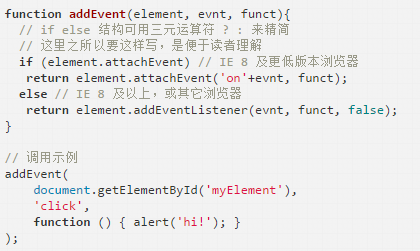 function addEvent(element, evnt, funct){
  // if else 结构可用三元运算符 ? : 来精简
  // 这里之所以要这样写，是便于读者理解
  if (element.attachEvent) // IE 8 及更低版本浏览器
   return element.attachEvent('on'+evnt, funct);
  else // IE 8 及以上，或其它浏览器
   return element.addEventListener(evnt, funct, false);
}

// 调用示例
addEvent(
    document.getElementById('myElement'),
    'click',
    function () { alert('hi!'); }
);